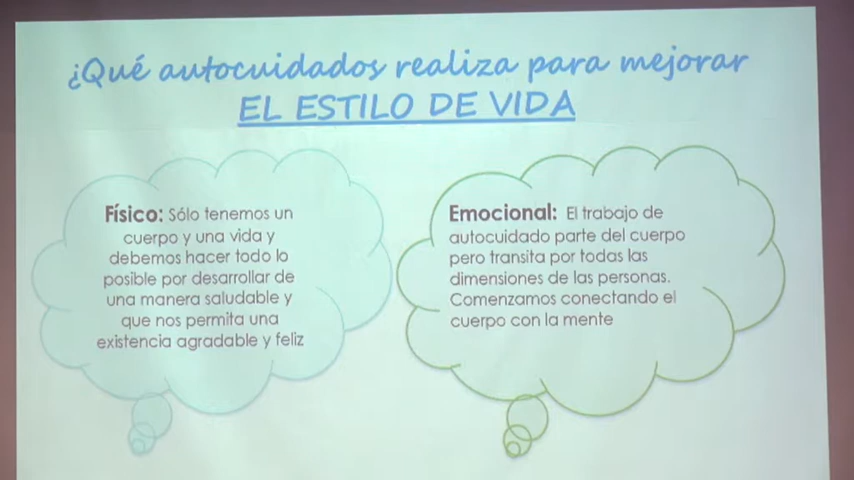 ¿Qué autocuidados realiza para mejorar
EL ESTILO DE VIDA
Físico: Sólo tenemos un
cuerpo y una vida y
debemos hacer todo lo
posible por desarrollar de
una manera saludable y
que nos permita una
existencia agradable y feliz
Emocional: El trabajo de
autocuidado parte del cuerpo
pero transita por todas las
dimensiones de las personas.
Comenzamos conectando el
cuerpo con la mente